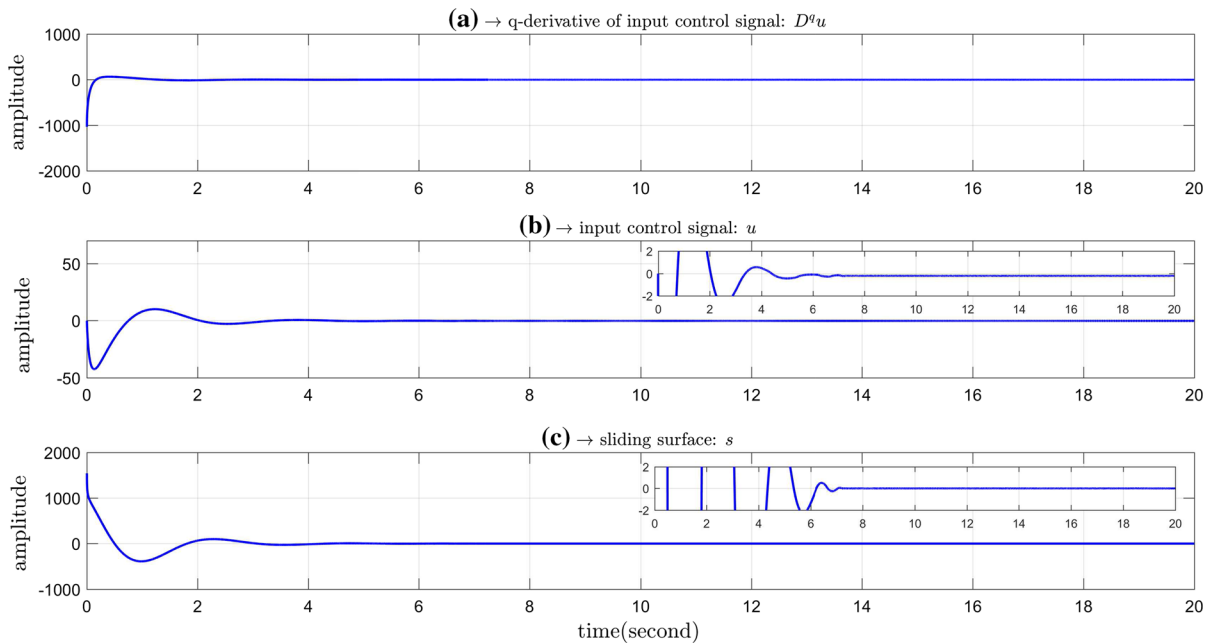 (a) → q-derivative of input control signal: D^q u
1000
0
-1000
-2000
amplitude
0 2 4 6 8 10 12 14 16 18 20
(b) → input control signal: u
50
0
-50
amplitude
2
0
-2
0 2 4 6 8 10 12 14 16 18 20
0 2 4 6 8 10 12 14 16 18 20
(c) → sliding surface: s
2000
1000
0
-1000
amplitude
2
0
-2
0 2 4 6 8 10 12 14 16 18 20
0 2 4 6 8 10 12 14 16 18 20
time(second)